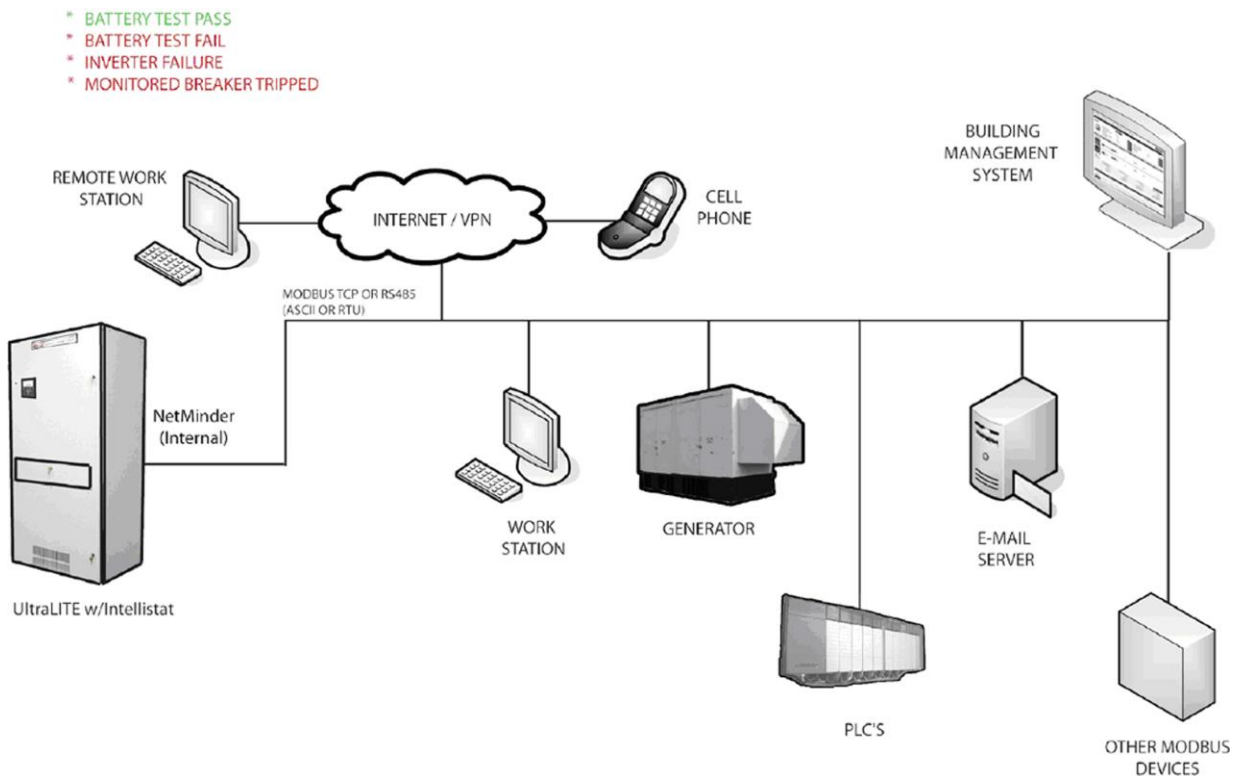 * BATTERY TEST PASS
* BATTERY TEST FAIL
* INVERTER FAILURE
* MONITORED BREAKER TRIPPED
BUILDING
MANAGEMENT
SYSTEM
REMOTE WORK
STATION
INTERNET / VPN
CELL
PHONE
MODBUS TCP OR RS485
(ASCII OR RTU)
NetMinder
(Internal)
UltraLITE w/Intellistat
WORK
STATION
GENERATOR
E-MAIL
SERVER
PLC'S
OTHER MODBUS
DEVICES